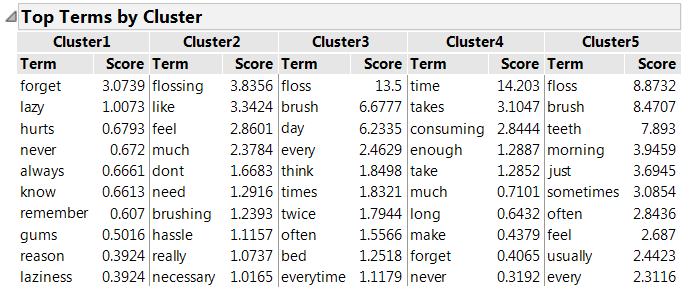 Top Terms by Cluster
Cluster1 Cluster2 Cluster3 Cluster4 Cluster5
Term Score Term Score Term Score Term Score Term Score
forget 3.0739 flossing 3.8356 floss 13.5 time 14.203 floss 8.8732
lazy 1.0073 like 3.3424 brush 6.6777 takes 3.1047 brush 8.4707
hurts 0.6793 feel 2.8601 day 6.2335 consuming 2.8444 teeth 7.893
never 0.672 much 2.3784 every 2.4629 enough 1.2887 morning 3.9459
always 0.6661 dont 1.6683 think 1.8498 take 1.2852 just 3.6945
know 0.6613 need 1.2916 times 1.8321 much 0.7101 sometimes 3.0854
remember 0.607 brushing 1.2393 twice 1.7944 long 0.6432 often 2.8436
gums 0.5016 hassle 1.1157 often 1.5566 make 0.4379 feel 2.687
reason 0.3924 really 1.0737 bed 1.2518 forget 0.4065 usually 2.4423
laziness 0.3924 necessary 1.0165 everytime 1.1179 never 0.3192 every 2.3116